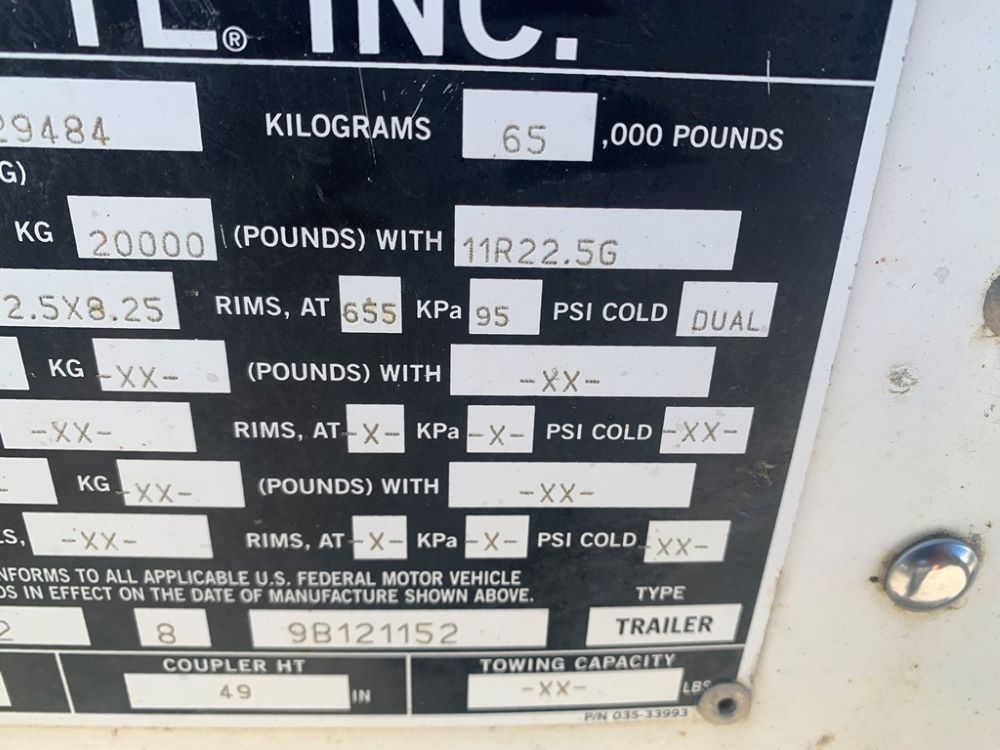 INC.
29484 KILOGRAMS 65 ,000 POUNDS
G)
KG 20000 (POUNDS) WITH 11R22.5G
2.5X8.25 RIMS, AT 655 KPa 95 PSI COLD DUAL
KG -XX- (POUNDS) WITH -XX-
-XX- RIMS, AT -X- KPa -X- PSI COLD -XX-
KG -XX- (POUNDS) WITH -XX-
LS, -XX- RIMS, AT -X- KPa -X- PSI COLD -XX-
NFORMS TO ALL APPLICABLE U.S. FEDERAL MOTOR VEHICLE
DS IN EFFECT ON THE DATE OF MANUFACTURE SHOWN ABOVE.
TYPE
2 8 9B121152 TRAILER
COUPLER HT TOWING CAPACITY
49 IN -XX- LBS
P/N 035-33993